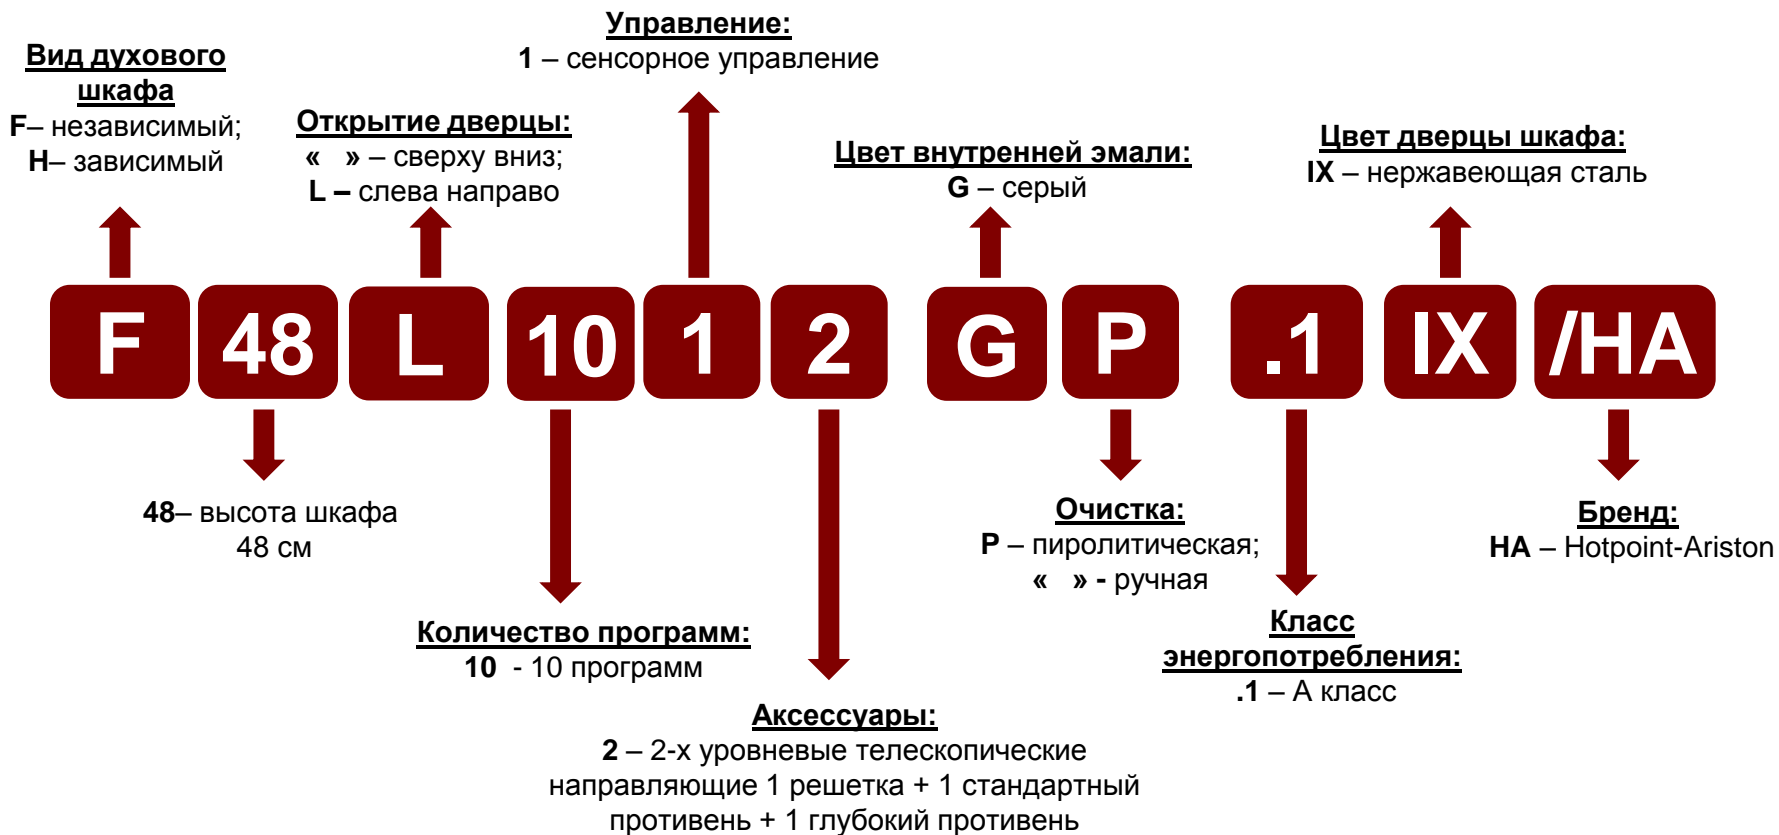 Управление:
1 – сенсорное управление
Вид духового
шкафа
F– независимый;
H– зависимый
Открытие дверцы:
« » – сверху вниз;
L – слева направо
Цвет внутренней эмали:
G – серый
Цвет дверцы шкафа:
IX – нержавеющая сталь
F 48 L 10 1 2 G P .1 IX /HA
48– высота шкафа
48 см
Количество программ:
10 - 10 программ
Аксессуары:
2 – 2-х уровневые телескопические
направляющие 1 решетка + 1 стандартный
противень + 1 глубокий противень
Очистка:
P – пиролитическая;
« » - ручная
Класс
энергопотребления:
.1 – А класс
Бренд:
HA – Hotpoint-Ariston